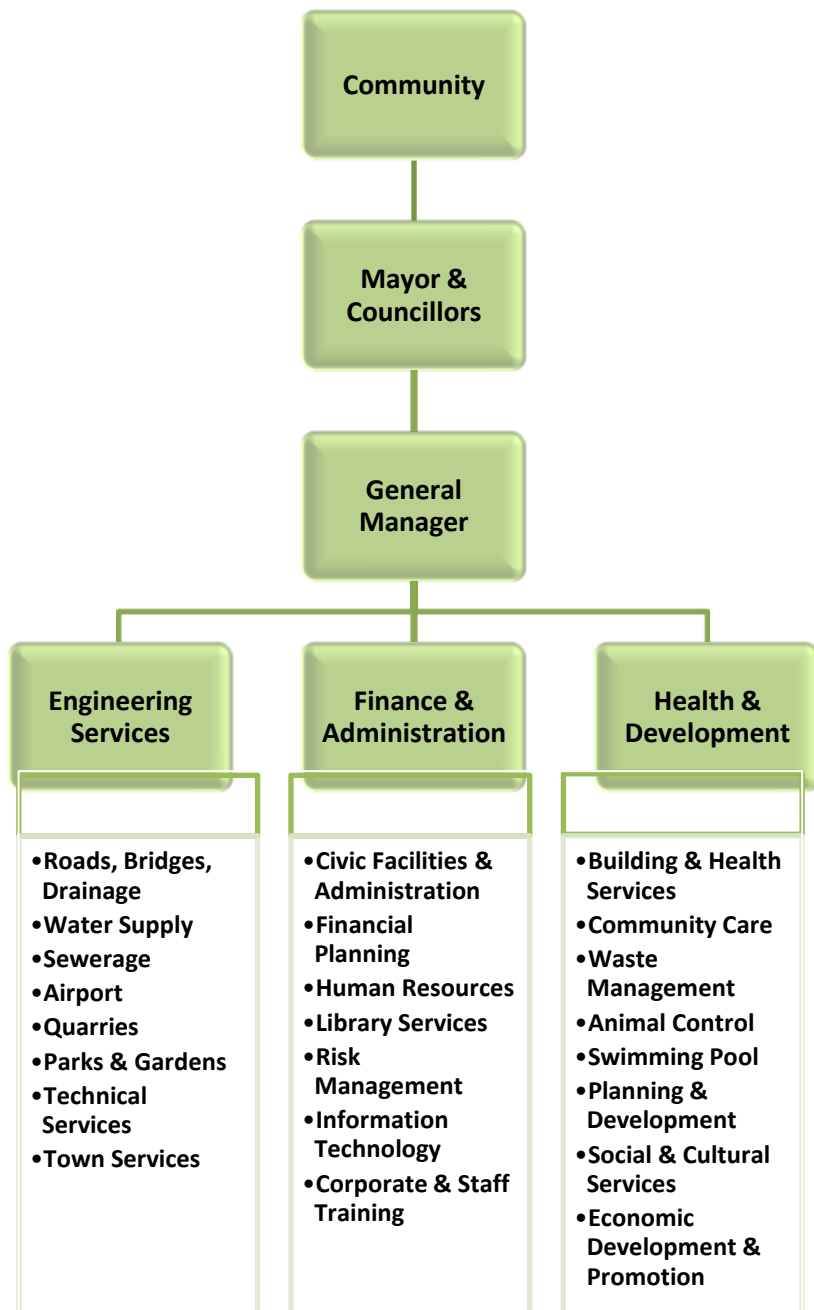 Community
Mayor &
Councillors
General
Manager
Engineering
Services
Finance &
Administration
Health &
Development
•Roads, Bridges,
Drainage
•Water Supply
•Sewerage
•Airport
•Quarries
•Parks & Gardens
•Technical
Services
•Town Services
•Civic Facilities &
Administration
•Financial
Planning
•Human Resources
•Library Services
•Risk
Management
•Information
Technology
•Corporate & Staff
Training
•Building & Health
Services
•Community Care
•Waste
Management
•Animal Control
•Swimming Pool
•Planning &
Development
•Social & Cultural
Services
•Economic
Development &
Promotion